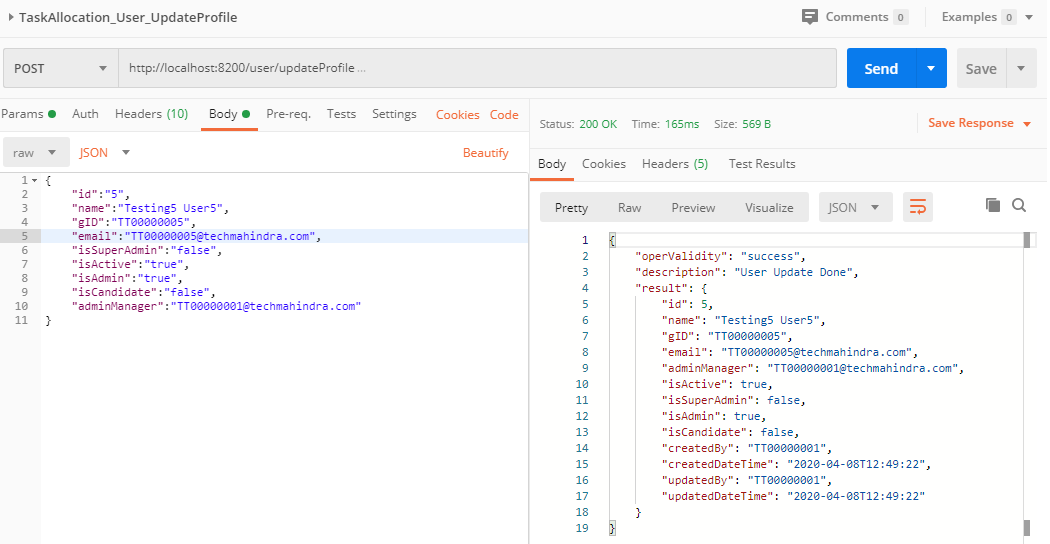 TaskAllocation_User_UpdateProfile
Comments 0 Examples 0
POST http://localhost:8200/user/updateProfile ... Send Save
Params Auth Headers (10) Body Pre-req. Tests Settings Cookies Code
Status: 200 OK Time: 165ms Size: 569 B Save Response
raw JSON Beautify
Body Cookies Headers (5) Test Results
Pretty Raw Preview Visualize JSON
1 {
2 "id":"5",
3 "name":"Testing5 User5",
4 "gID":"TT00000005",
5 "email":"TT00000005@techmahindra.com",
6 "isSuperAdmin":"false",
7 "isActive":"true",
8 "isAdmin":"true",
9 "isCandidate":"false",
10 "adminManager":"TT00000001@techmahindra.com"
11 }
1 {
2 "operValidity": "success",
3 "description": "User Update Done",
4 "result": {
5 "id": 5,
6 "name": "Testing5 User5",
7 "gID": "TT00000005",
8 "email": "TT00000005@techmahindra.com",
9 "adminManager": "TT00000001@techmahindra.com",
10 "isActive": true,
11 "isSuperAdmin": false,
12 "isAdmin": true,
13 "isCandidate": false,
14 "createdBy": "TT00000001",
15 "createdDateTime": "2020-04-08T12:49:22",
16 "updatedBy": "TT00000001",
17 "updatedDateTime": "2020-04-08T12:49:22"
18 }
19 }